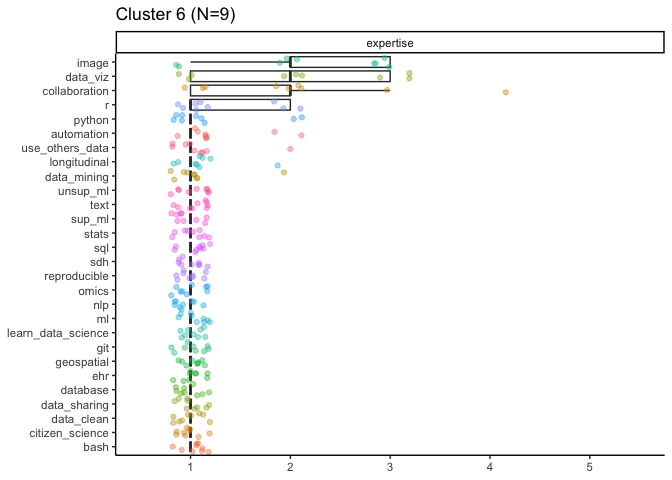 Cluster 6 (N=9)
expertise
image
data_viz
collaboration
r
python
automation
use_others_data
longitudinal
data_mining
unsup_ml
text
sup_ml
stats
sql
sdh
reproducible
omics
nlp
ml
learn_data_science
git
geospatial
ehr
database
data_sharing
data_clean
citizen_science
bash
1 2 3 4 5